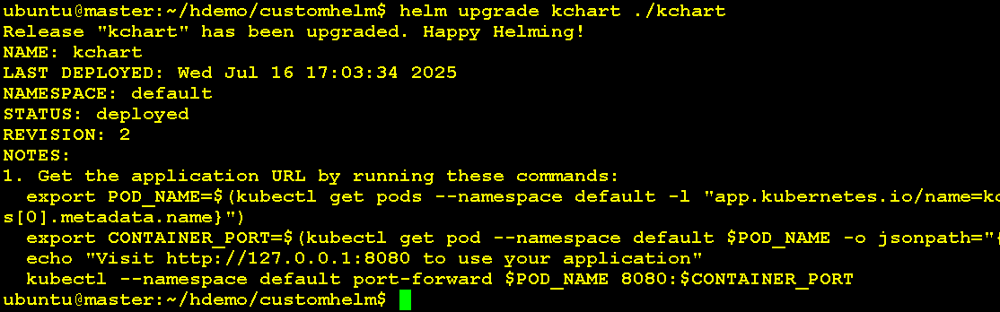 ubuntu@master:~/hdemo/customhelm$ helm upgrade kchart ./kchart
Release "kchart" has been upgraded. Happy Helming!
NAME: kchart
LAST DEPLOYED: Wed Jul 16 17:03:34 2025
NAMESPACE: default
STATUS: deployed
REVISION: 2
NOTES:
1. Get the application URL by running these commands:
  export POD_NAME=$(kubectl get pods --namespace default -l "app.kubernetes.io/name=kc
s[0].metadata.name}")
  export CONTAINER_PORT=$(kubectl get pod --namespace default $POD_NAME -o jsonpath="{
  echo "Visit http://127.0.0.1:8080 to use your application"
  kubectl --namespace default port-forward $POD_NAME 8080:$CONTAINER_PORT
ubuntu@master:~/hdemo/customhelm$